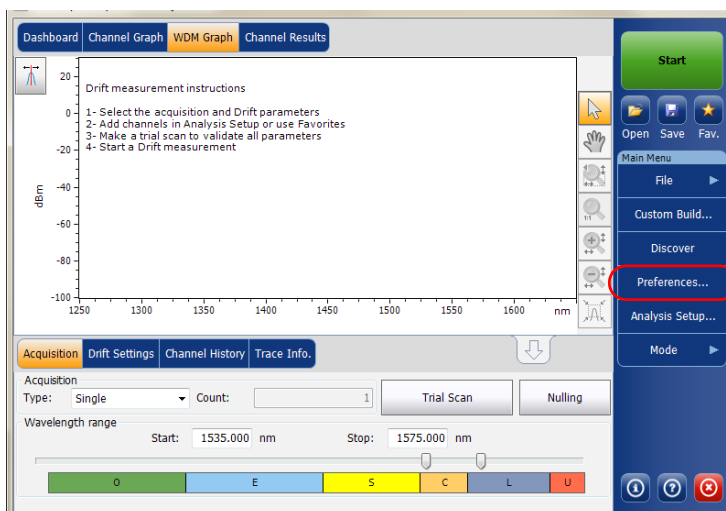 Dashboard
Channel Graph
WDM Graph
Channel Results
20
0
-20
-40
-60
-80
-100
dBm
Drift measurement instructions
1- Select the acquisition and Drift parameters
2- Add channels in Analysis Setup or use Favorites
3- Make a trial scan to validate all parameters
4- Start a Drift measurement
1250 1300 1350 1400 1450 1500 1550 1600 nm
1:1
Start
Open Save Fav.
Main Menu
File
Custom Build...
Discover
Preferences...
Analysis Setup...
Mode
Acquisition
Drift Settings
Channel History
Trace Info.
Acquisition
Type: Single Count: 1 Trial Scan Nulling
Wavelength range
Start: 1535.000 nm Stop: 1575.000 nm
O E S C L U